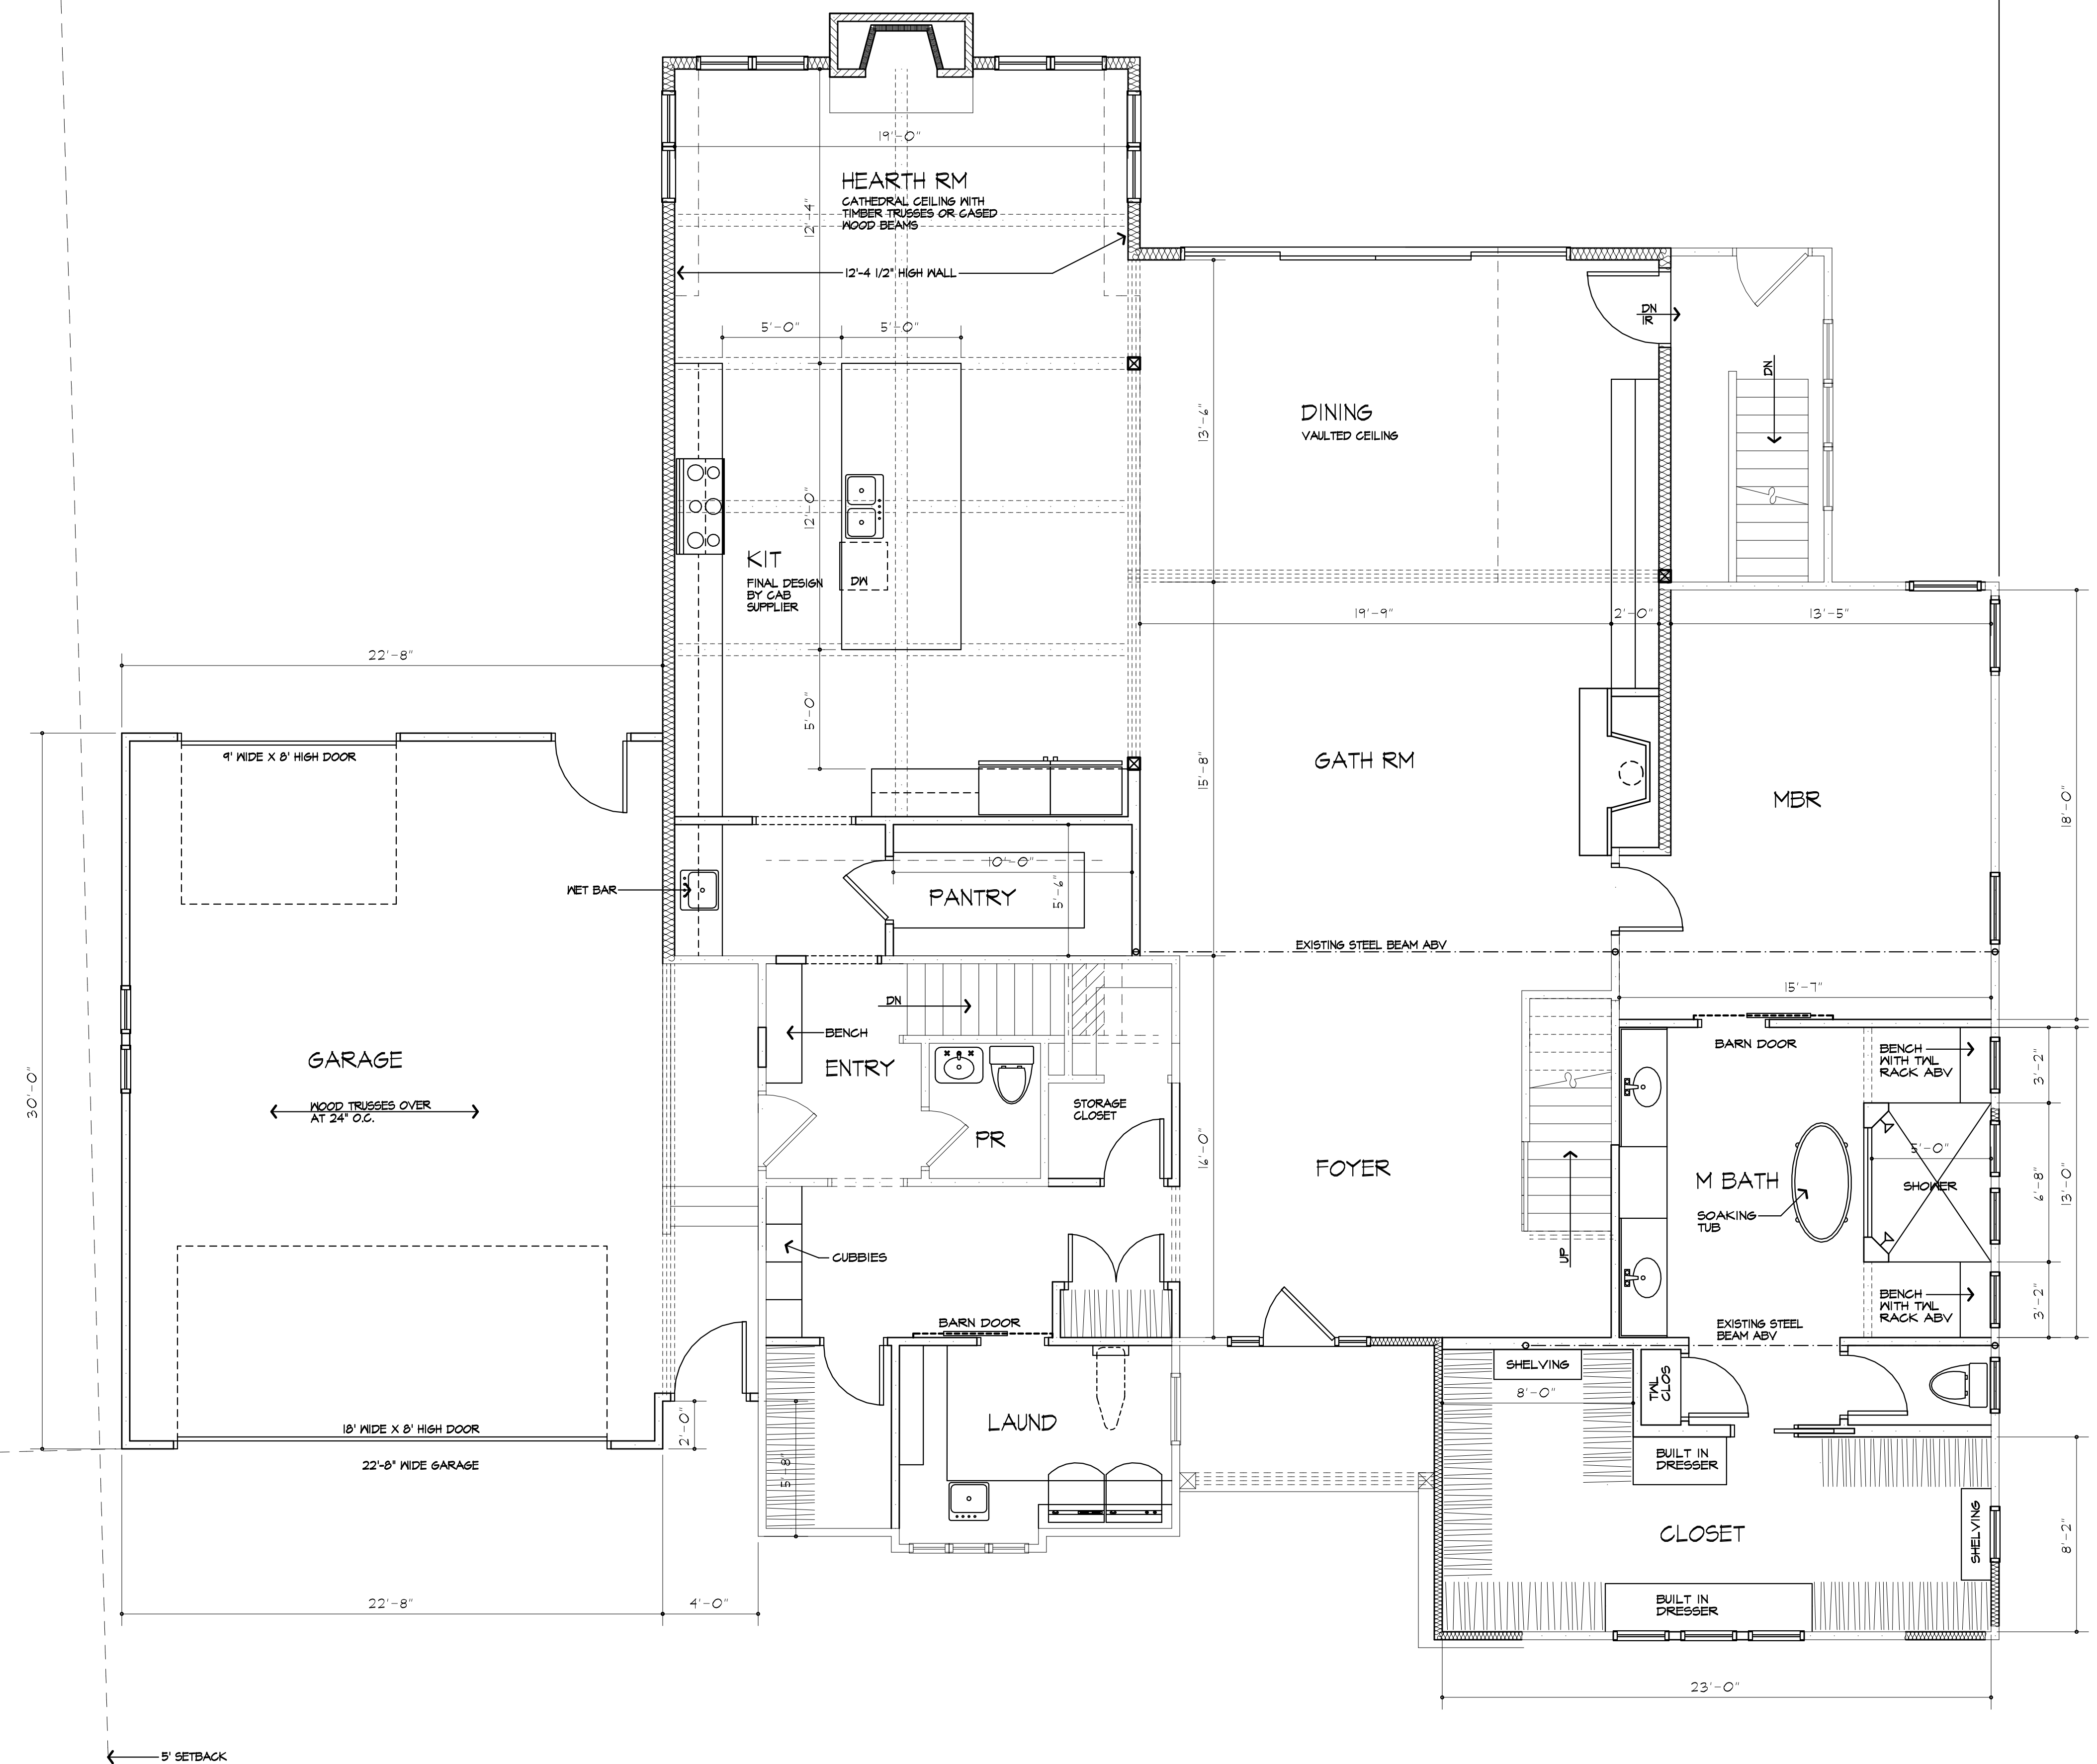 19'-0"
HEARTH RM
CATHEDRAL CEILING WITH
TIMBER TRUSSES OR CASED
WOOD BEAMS
12'-4"
12'-4 1/2" HIGH WALL
5'-0"
5'-0"
DN
1R
DN
DINING
VAULTED CEILING
13'-6"
12'-0"
KIT
FINAL DESIGN
BY CAB
SUPPLIER
DW
19'-9"
2'-0"
13'-5"
22'-8"
5'-0"
9' WIDE X 8' HIGH DOOR
15'-8"
GATH RM
MBR
18'-0"
WET BAR
10'-0"
PANTRY
5'-6"
EXISTING STEEL BEAM ABV
15'-7"
DN
BENCH
ENTRY
GARAGE
WOOD TRUSSES OVER
AT 24" O.C.
30'-0"
STORAGE
CLOSET
PR
16'-0"
FOYER
UP
BARN DOOR
BENCH
WITH TWL
RACK ABV
3'-2"
5'-0"
M BATH
SHOWER
6'-8"
13'-0"
SOAKING
TUB
CUBBIES
BENCH
WITH TWL
RACK ABV
3'-2"
BARN DOOR
EXISTING STEEL
BEAM ABV
SHELVING
8'-0"
TWL
CLOS
LAUND
18' WIDE X 8' HIGH DOOR
2'-0"
22'-8" WIDE GARAGE
5'-8"
BUILT IN
DRESSER
CLOSET
SHELVING
8'-2"
22'-8"
4'-0"
BUILT IN
DRESSER
23'-0"
5' SETBACK